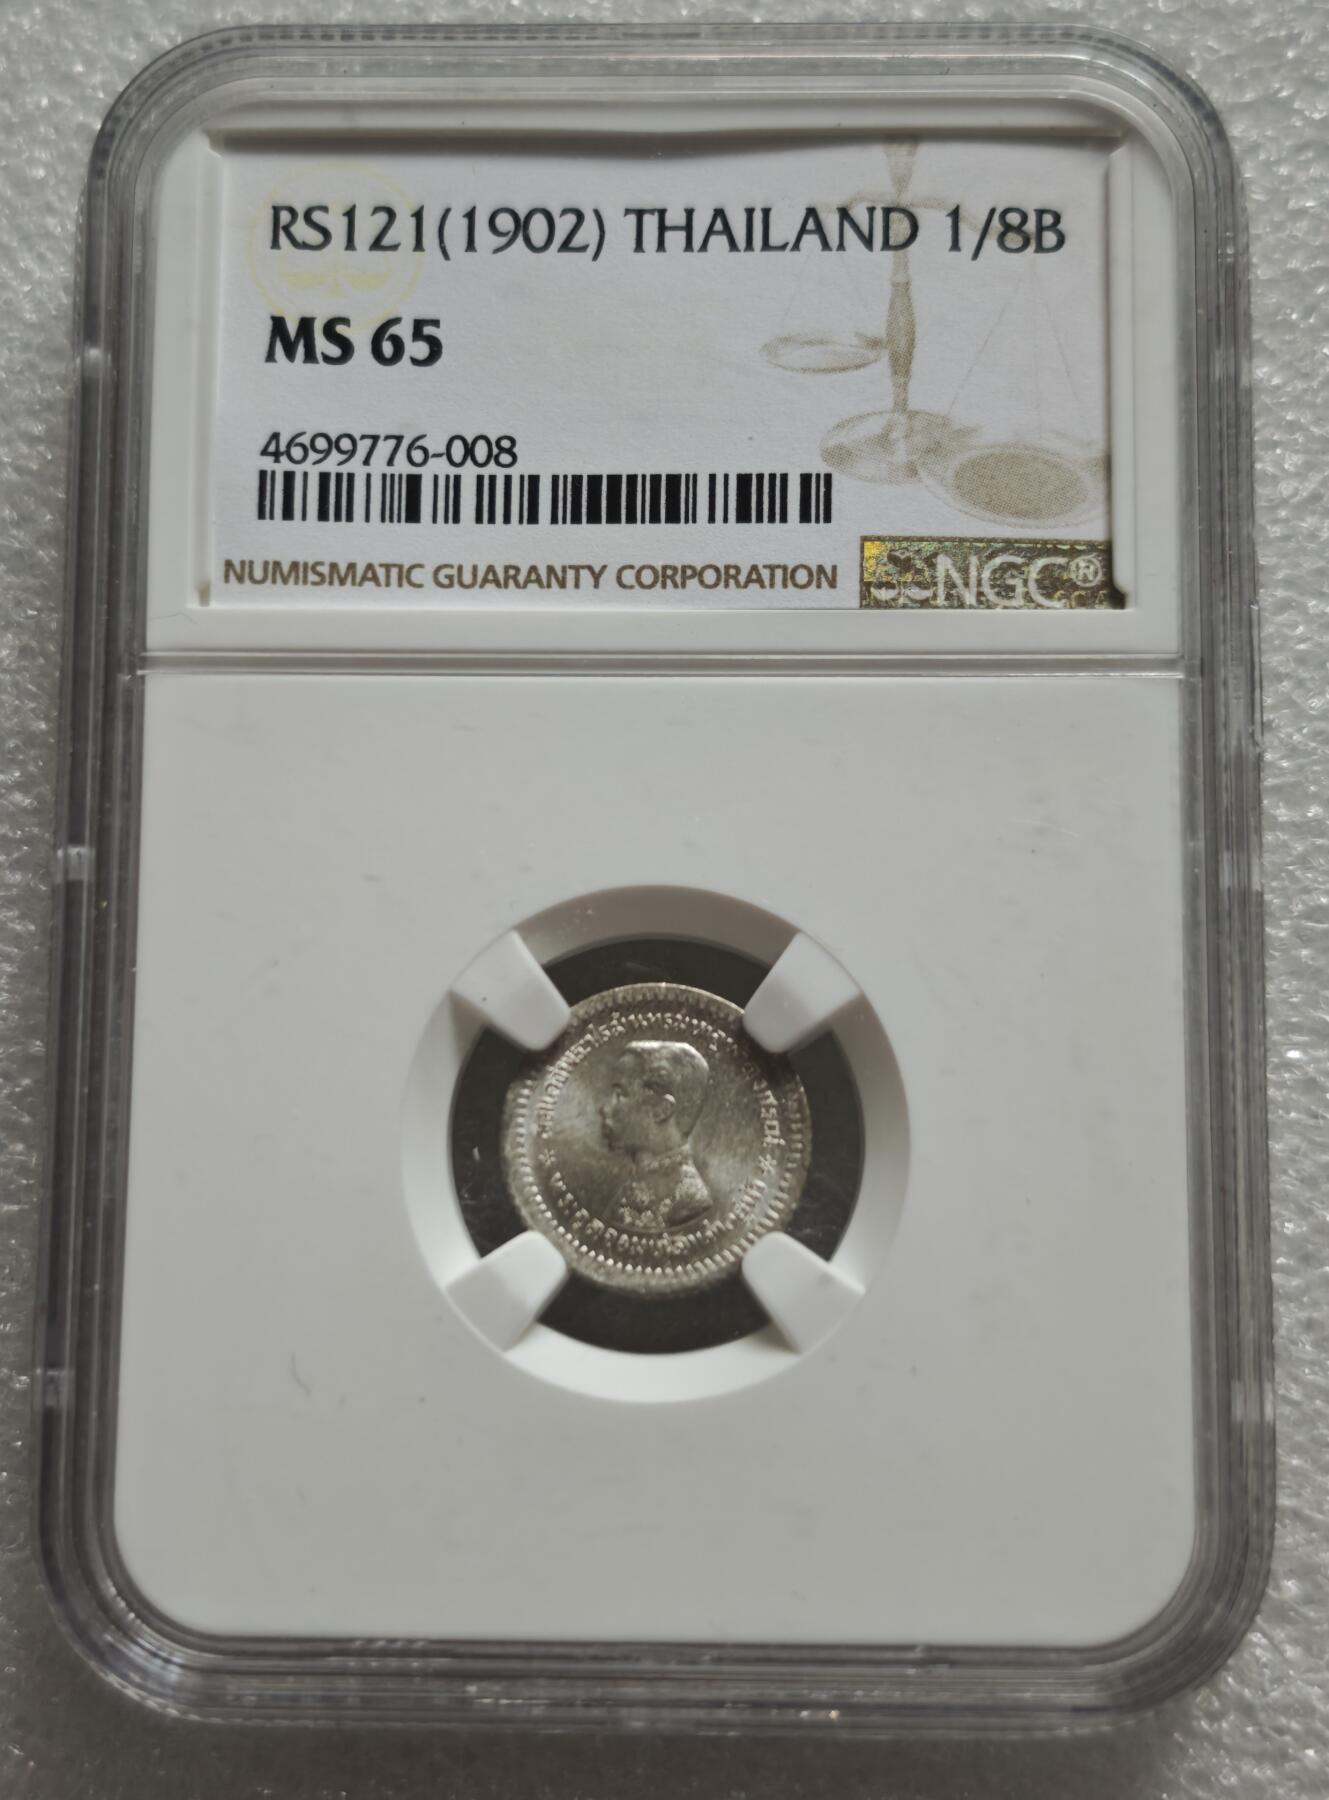 RS121(1902) THAILAND 1/8B
MS 65
4699776-008
NUMISMATIC GUARANTY CORPORATION
NGC®